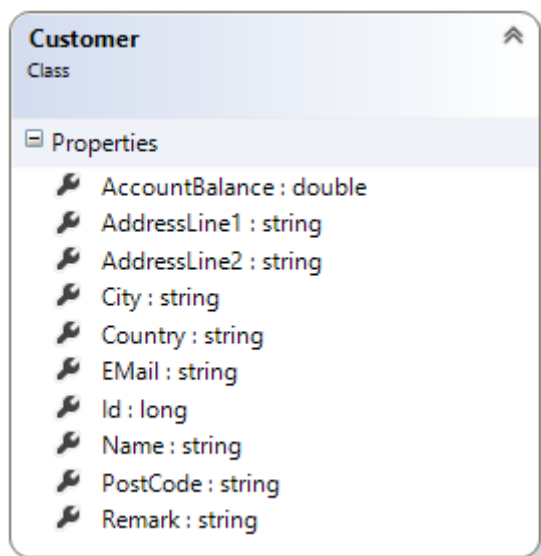 Customer
Class
Properties
AccountBalance : double
AddressLine1 : string
AddressLine2 : string
City : string
Country : string
EMail : string
Id : long
Name : string
PostCode : string
Remark : string